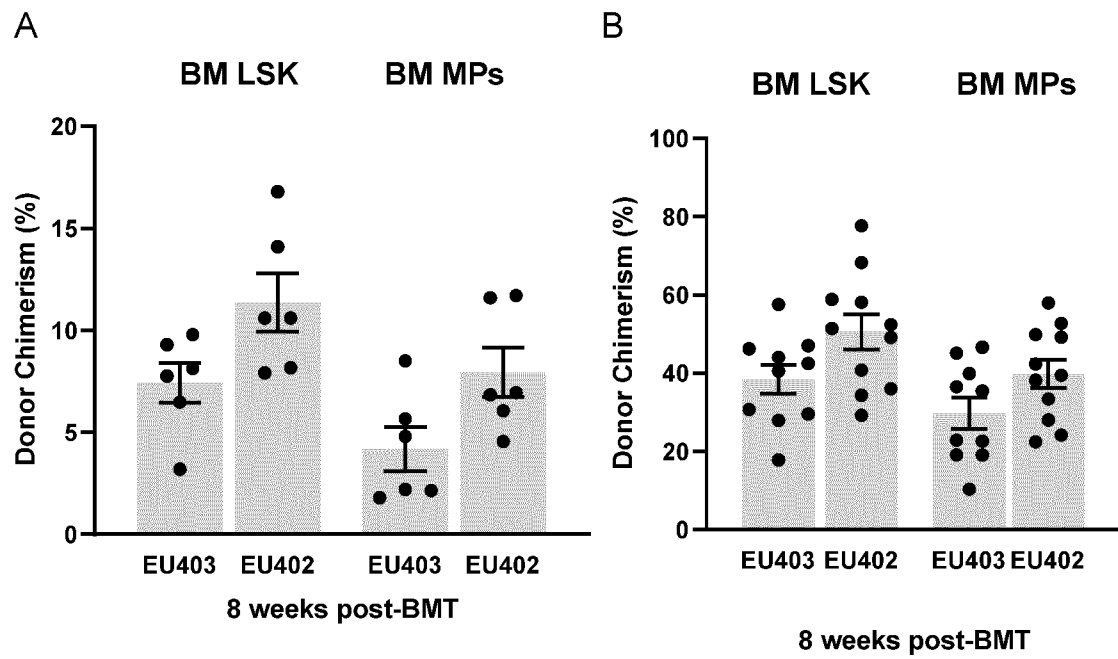 A
BM LSK BM MPs
Donor Chimerism (%)
20
15
10
5
0
EU403 EU402 EU403 EU402
8 weeks post-BMT
B
BM LSK BM MPs
Donor Chimerism (%)
100
80
60
40
20
0
EU403 EU402 EU403 EU402
8 weeks post-BMT